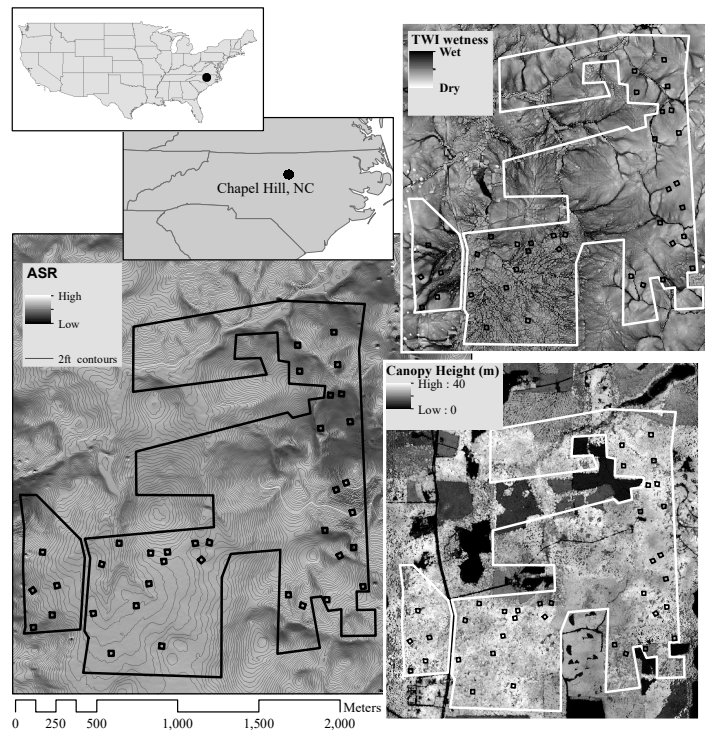 TWI wetness
Wet
Dry
Chapel Hill, NC
ASR
High
Low
2ft contours
Canopy Height (m)
High : 40
Low : 0
Meters
0 250 500 1,000 1,500 2,000